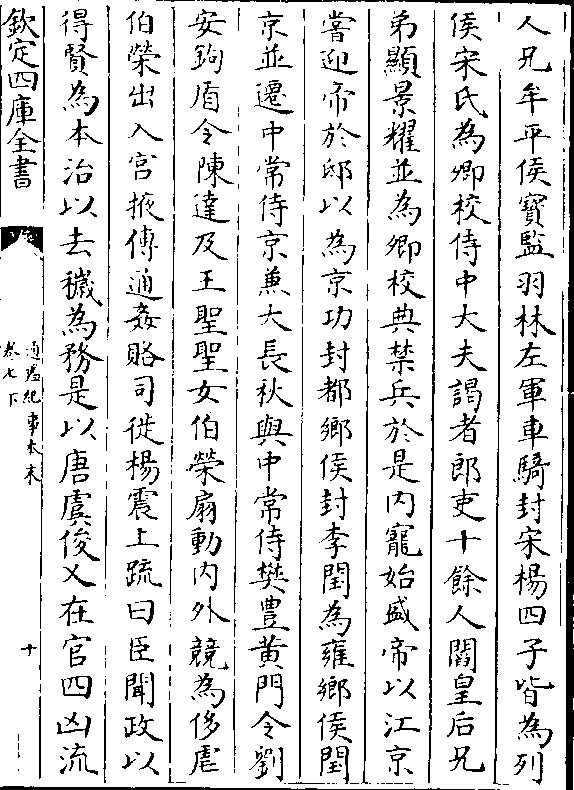 人兄牟平侯寶監羽林左軍車騎封宋楊四子皆為列
侯宋氏為卿校侍中大夫謁者郎吏十餘人閻皇后兄
弟顯景耀並為卿校典禁兵於是内寵始盛帝以江京
嘗迎帝於邸以為京功封都鄉侯封李閏為雍鄉侯閏
京並遷中常侍京兼大長秋與中常侍樊豐黄門令劉
安鉤盾令陳達及王聖聖女伯榮扇動内外競為侈虐
伯榮出入宫掖傳通姦賂司徒楊震上疏曰臣聞政以
得賢為本治以去穢為務是以唐虞俊乂在官四凶流
欽定四庫全書
通鑑紀事本末
卷七下
十